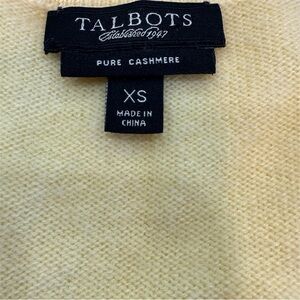 TALBOTS
Established 1947
PURE CASHMERE
XS
MADE IN
CHINA